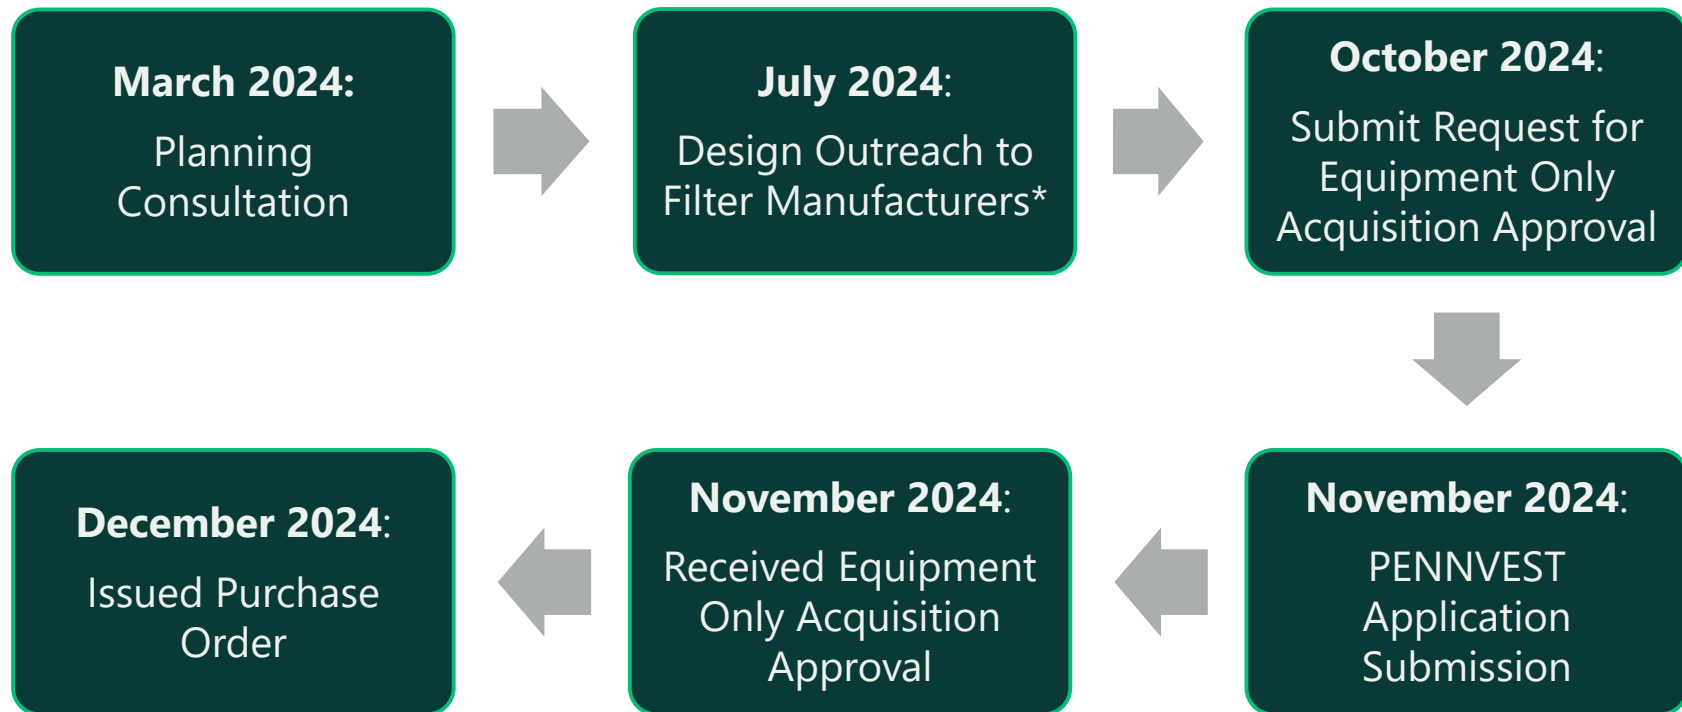 March 2024:
Planning
Consultation
July 2024:
Design Outreach to
Filter Manufacturers*
October 2024:
Submit Request for
Equipment Only
Acquisition Approval
November 2024:
PENNVEST
Application
Submission
November 2024:
Received Equipment
Only Acquisition
Approval
December 2024:
Issued Purchase
Order